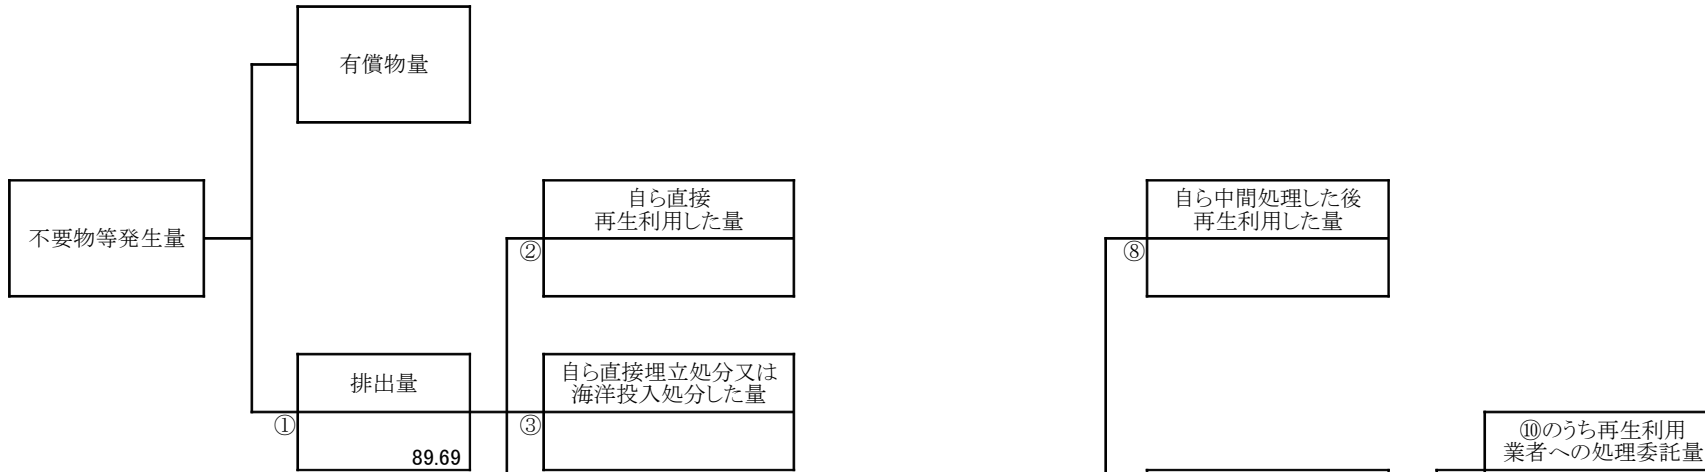 有償物量
不要物等発生量
自ら直接
再生利用した量
②
自ら中間処理した後
再生利用した量
⑧
排出量
①
89.69
自ら直接埋立処分又は
海洋投入処分した量
③
⑩のうち再生利用
業者への処理委託量